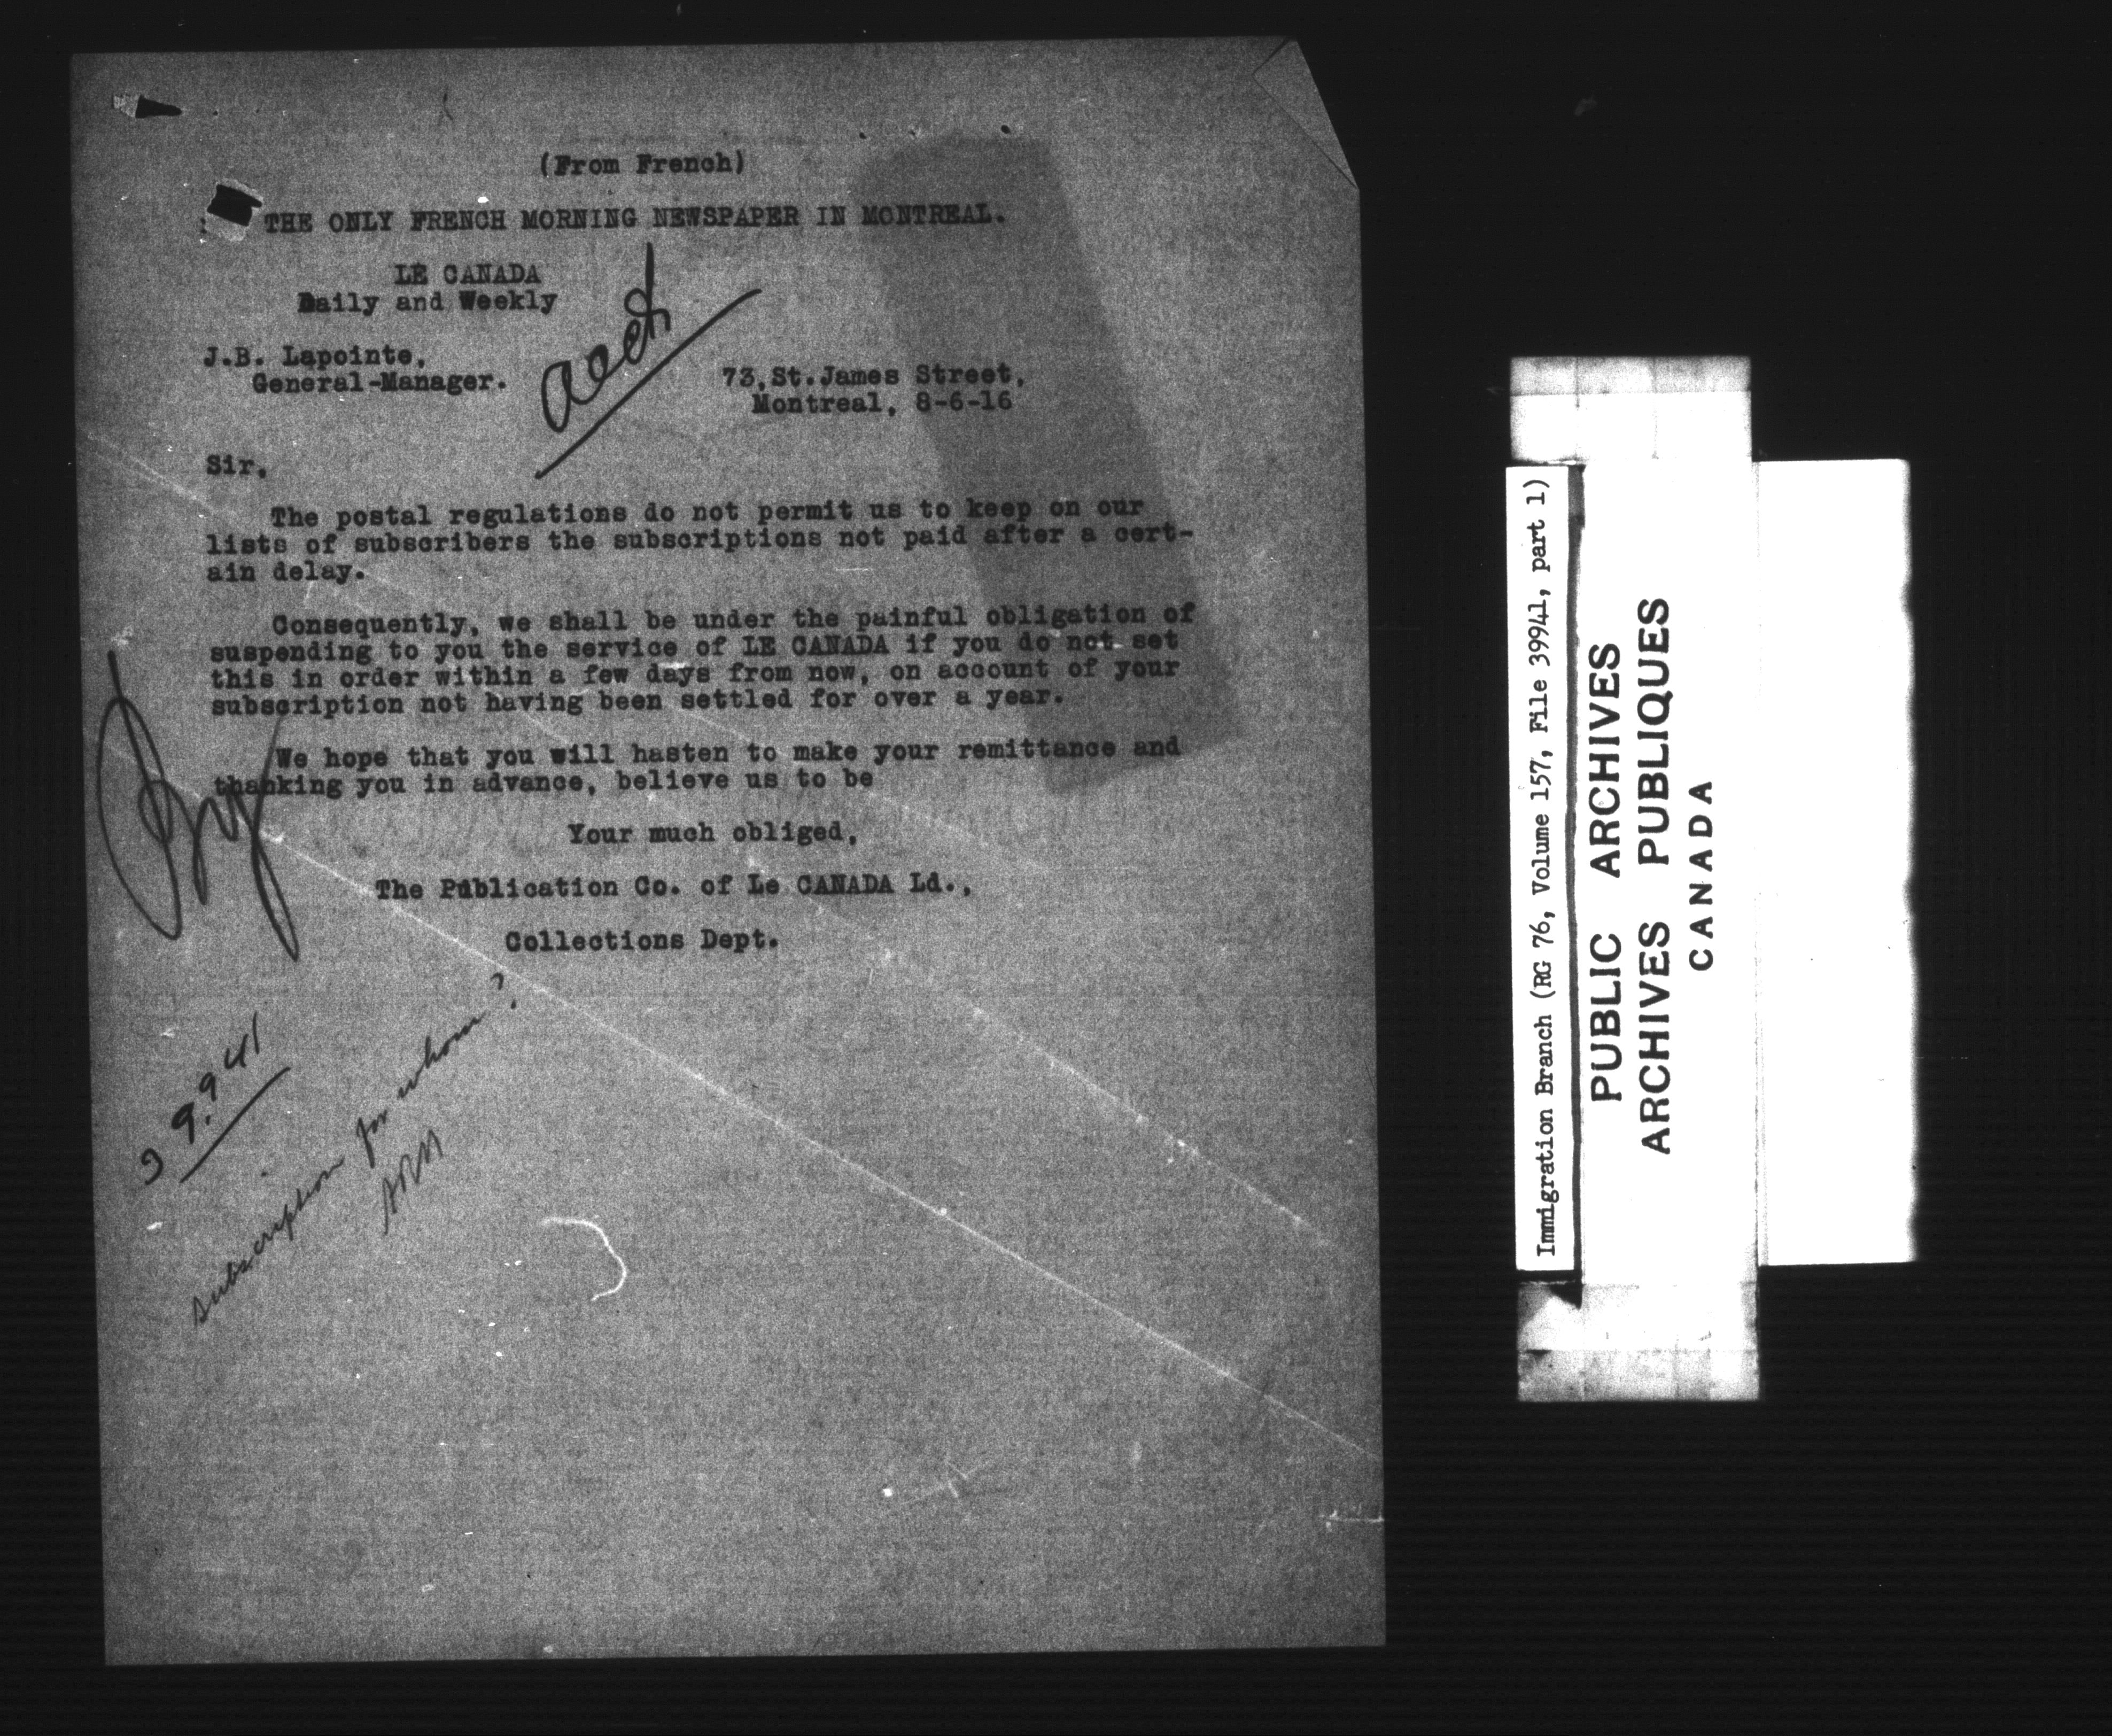 (From French)
THE ONLY FRENCH MORNING NEWSPAPER IN MONTREAL.
LE CANADA
Daily and Weekly
J.B. Lapointe,
General-Manager.
73, St. James Street,
Montreal, 8-6-16
Sir,
The postal regulations do not permit us to keep on our
lists of subscribers the subscriptions not paid after a cert-
ain delay.
Consequently, we shall be under the painful obligation of
suspending to you the service of LE CANADA if you do not set
this in order within a few days from now, on account of your
subscription not having been settled for over a year.
We hope that you will hasten to make your remittance and
thanking you in advance, believe us to be
Your much obliged,
The Publication Co. of Le CANADA Ld.,
Collections Dept.
39.941
subscription for whom?
Immigration Branch (RG 76, Volume 157, File 39941, part 1)
PUBLIC ARCHIVES
ARCHIVES PUBLIQUES
CANADA